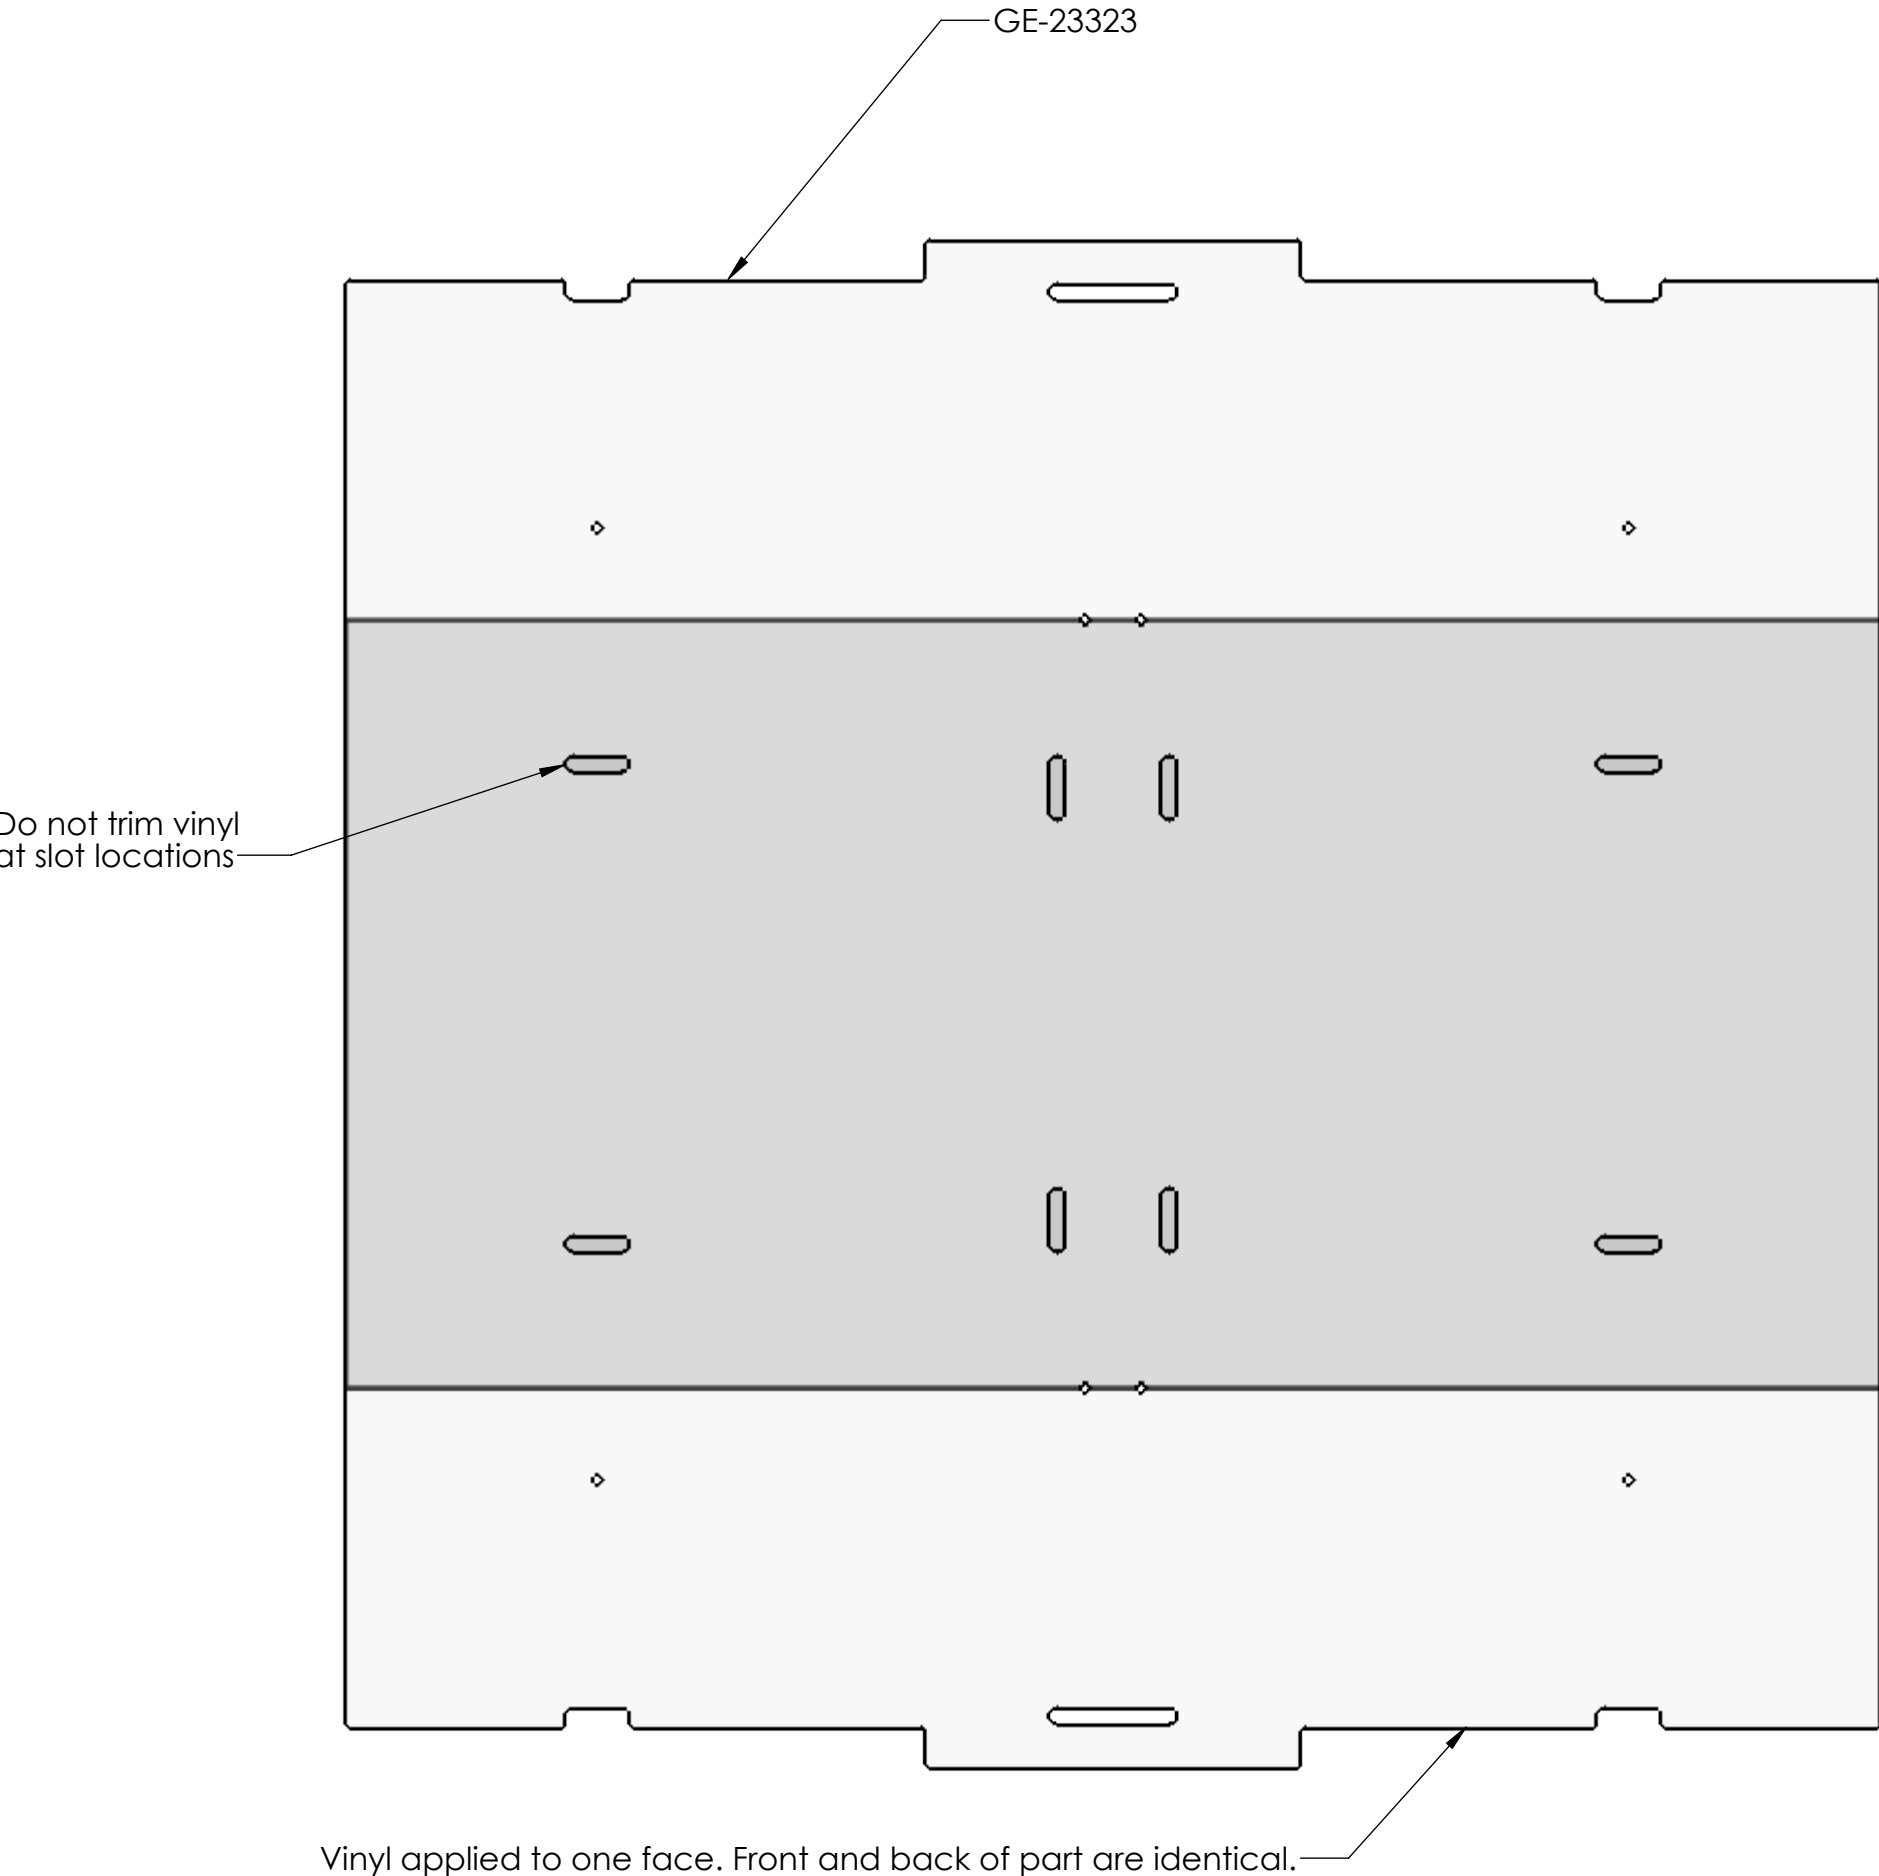 GE-23323
Do not trim vinyl
at slot locations
Vinyl applied to one face. Front and back of part are identical.